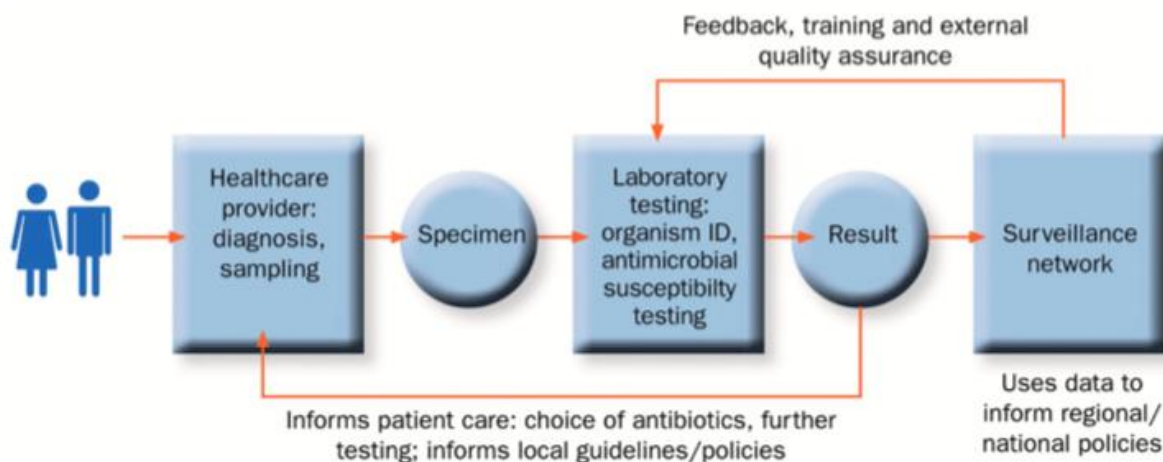 Feedback, training and external
quality assurance
Healthcare
provider:
diagnosis,
sampling
Specimen
Laboratory
testing:
organism ID,
antimicrobial
susceptibilty
testing
Result
Surveillance
network
Informs patient care: choice of antibiotics, further
testing; informs local guidelines/policies
Uses data to
inform regional/
national policies